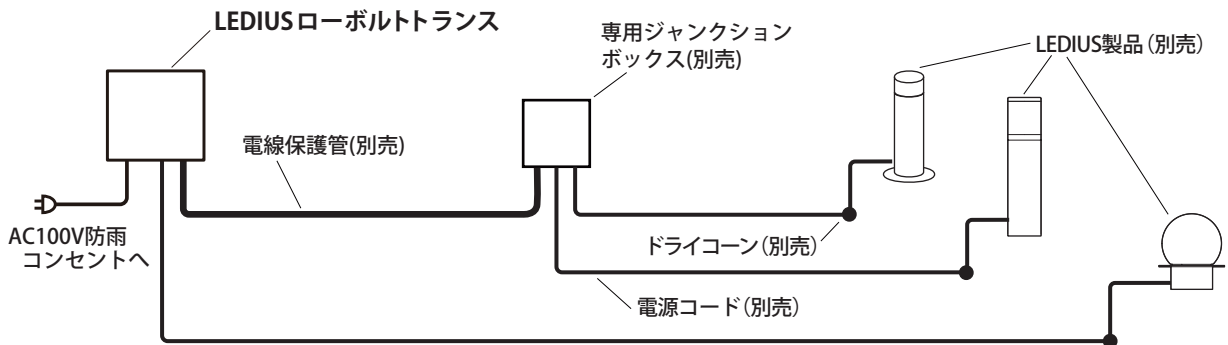 LEDIUSローボルトトランス
専用ジャンクション
ボックス(別売)
LEDIUS製品(別売)
電線保護管(別売)
AC100V防雨
コンセントへ
ドライコーン(別売)
電源コード(別売)